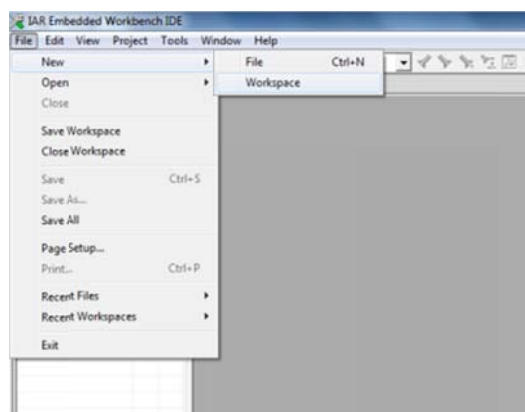 IAR Embedded Workbench IDE
File Edit View Project Tools Window Help
New
File Ctrl+N
Open
Workspace
Close
Save Workspace
Close Workspace
Save Ctrl+S
Save As...
Save All
Page Setup...
Print... Ctrl+P
Recent Files
Recent Workspaces
Exit